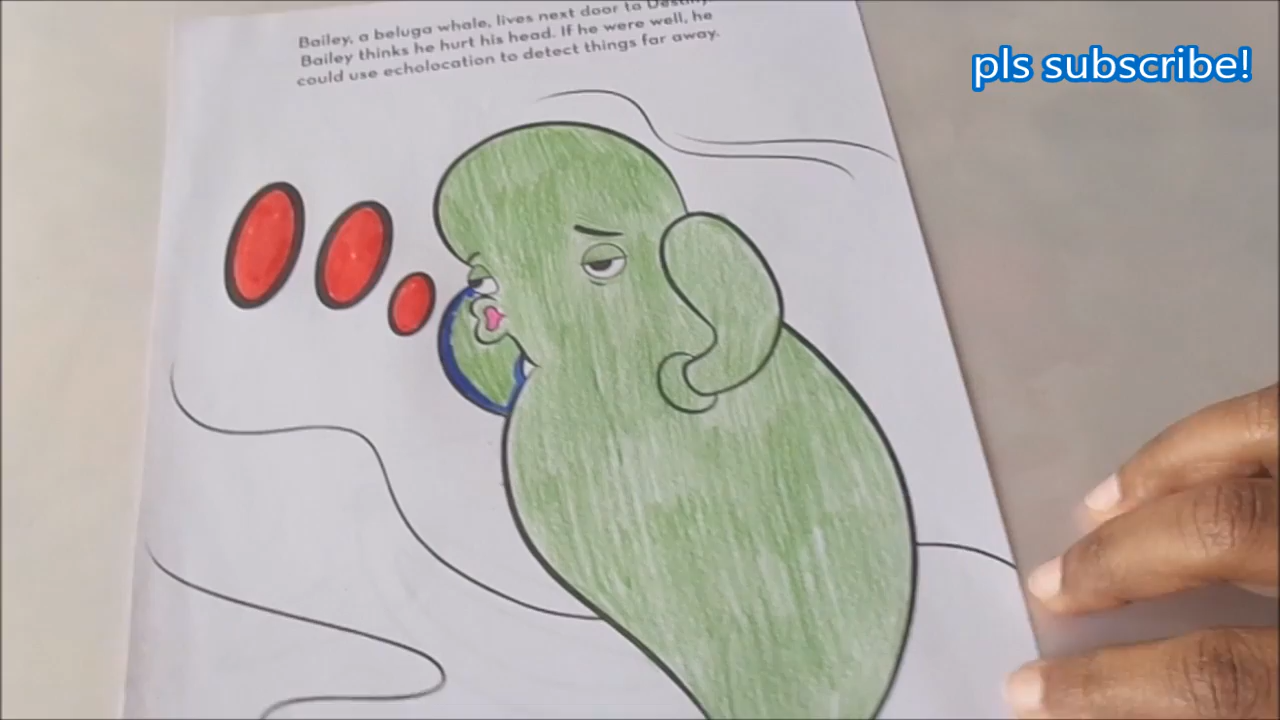 Bailey, a beluga whale, lives next door to
Bailey thinks he hurt his head. If he were well, he
could use echolocation to detect things far away.
pls subscribe!